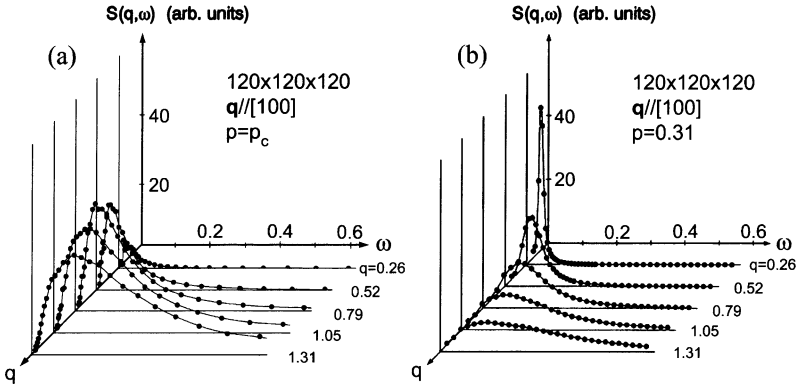 S(q,ω) (arb. units)
(a)
120x120x120
q//[100]
p=pc
40
20
0.2 0.4 0.6 ω
q=0.26
0.52
0.79
1.05
1.31
q
S(q,ω) (arb. units)
(b)
120x120x120
q//[100]
p=0.31
40
20
0.2 0.4 0.6 ω
q=0.26
0.52
0.79
1.05
1.31
q